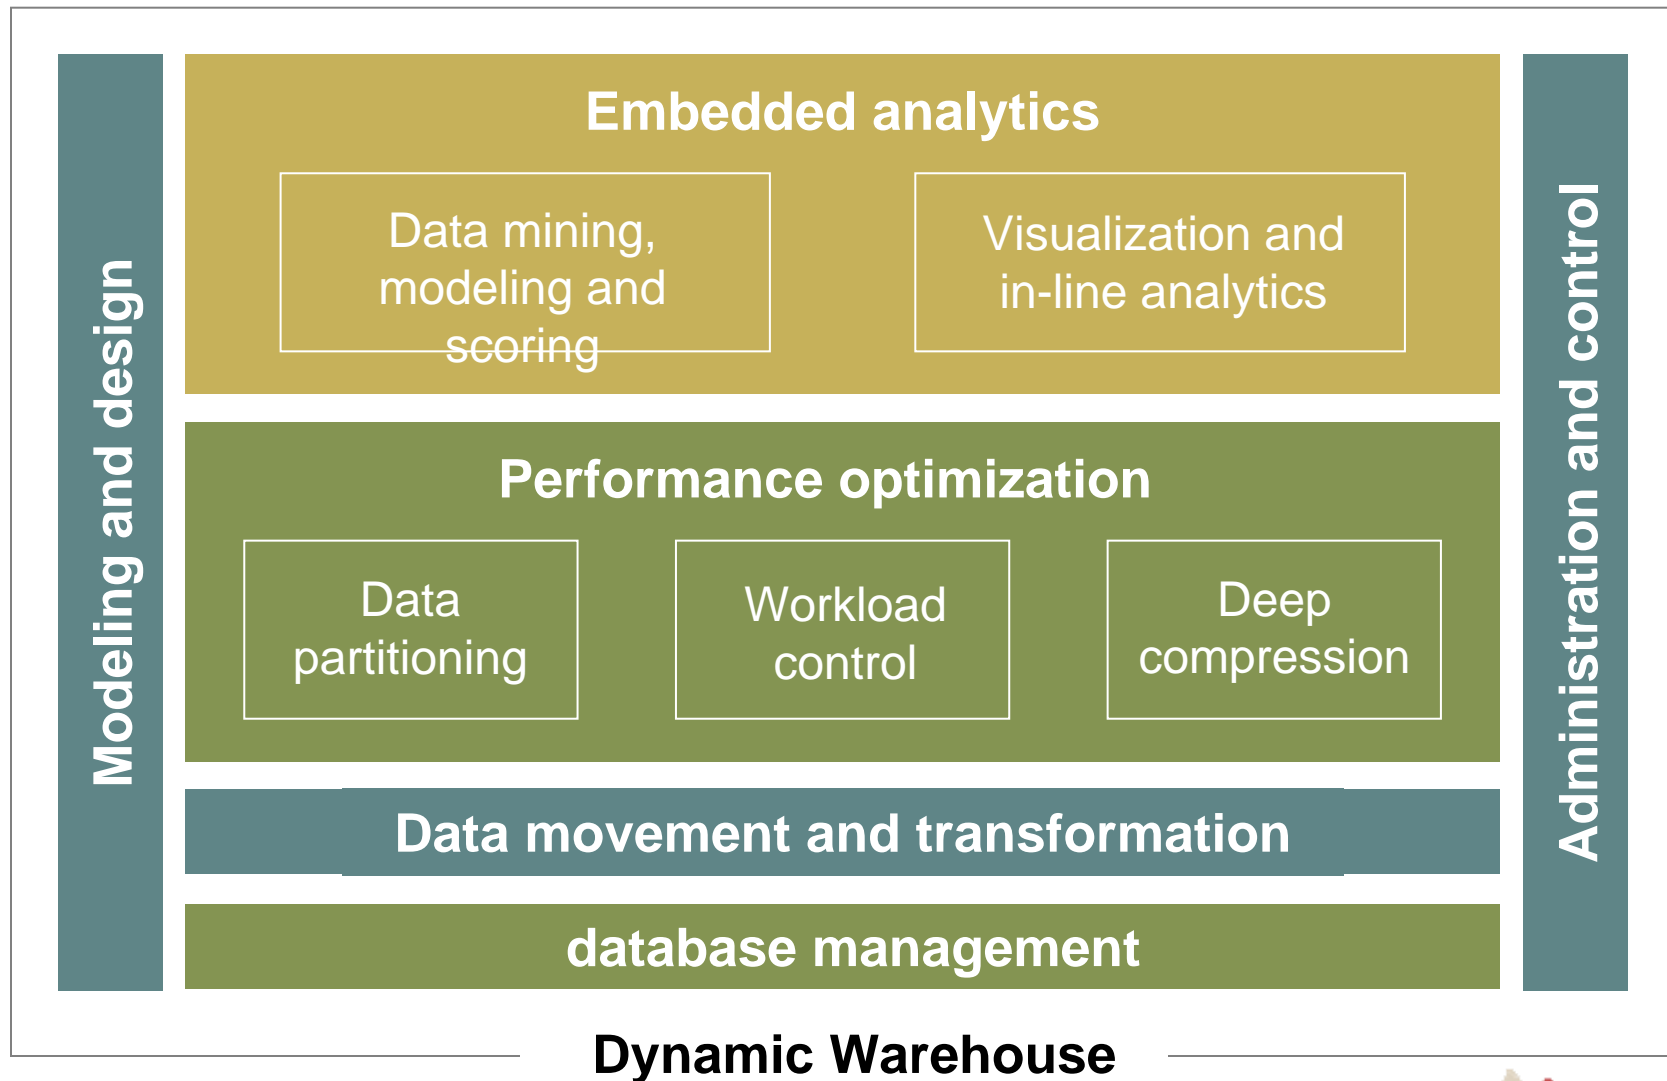 Modeling and design
Embedded analytics
Data mining,
modeling and
scoring
Visualization and
in-line analytics
Performance optimization
Data
partitioning
Workload
control
Deep
compression
Data movement and transformation
database management
Administration and control
Dynamic Warehouse